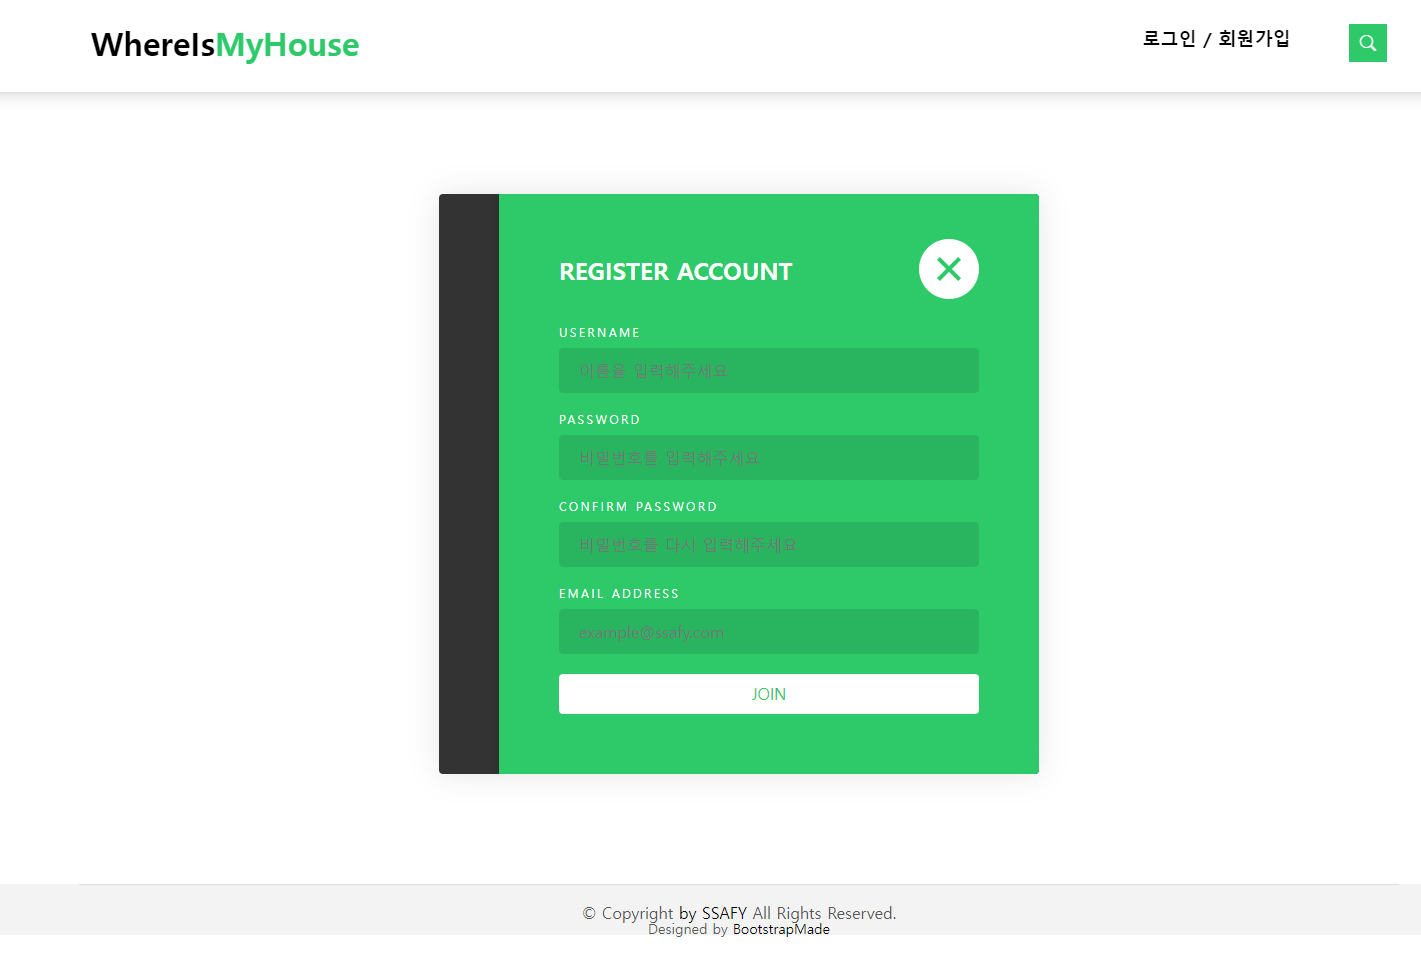 WhereIsMyHouse
로그인 / 회원가입
REGISTER ACCOUNT
USERNAME
이름을 입력해주세요
PASSWORD
비밀번호를 입력해주세요
CONFIRM PASSWORD
비밀번호를 다시 입력해주세요
EMAIL ADDRESS
example@ssafy.com
JOIN
© Copyright by SSAFY All Rights Reserved.
Designed by BootstrapMade